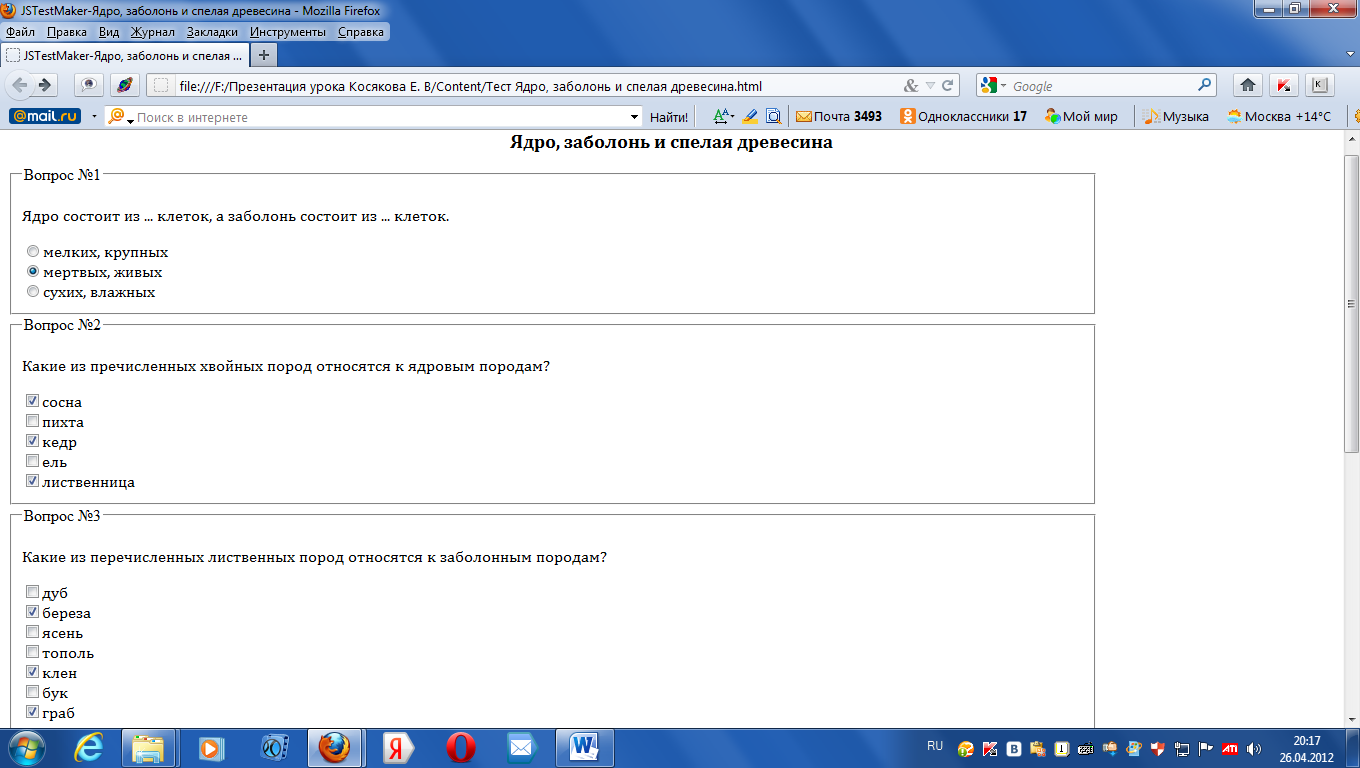 JSTestMaker-Ядро, заболонь и спелая древесина - Mozilla Firefox
Файл Правка Вид Журнал Закладки Инструменты Справка
JSTestMaker-Ядро, заболонь и спелая ...
file:///F:/Презентация урока Косякова Е. В/Content/Тест Ядро, заболонь и спелая древесина.html
Google
@mail.ru Поиск в интернете Найти! Почта 3493 Одноклассники 17 Мой мир Музыка Москва +14°C
Ядро, заболонь и спелая древесина
Вопрос №1
Ядро состоит из ... клеток, а заболонь состоит из ... клеток.
мелких, крупных
мертвых, живых
сухих, влажных
Вопрос №2
Какие из пречисленных хвойных пород относятся к ядровым породам?
сосна
пихта
кедр
ель
лиственница
Вопрос №3
Какие из перечисленных лиственных пород относятся к заболонным породам?
дуб
береза
ясень
тополь
клен
бук
граб
RU
20:17
26.04.2012